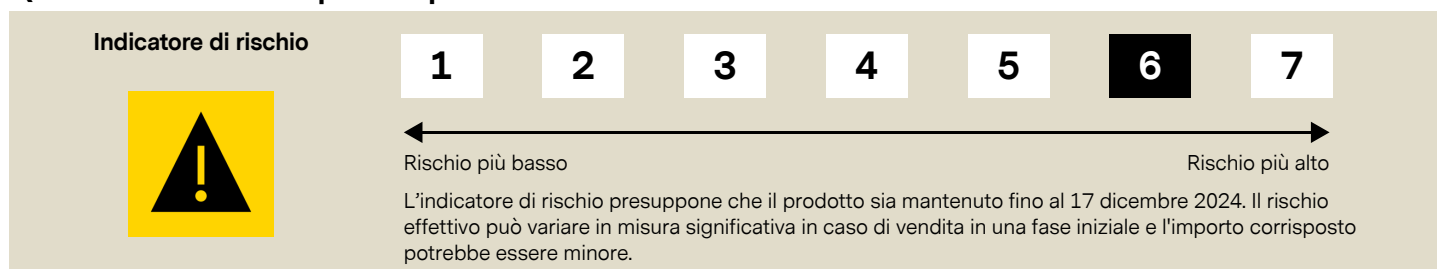 Indicatore di rischio
1 2 3 4 5 6 7
Rischio più basso Rischio più alto
L'indicatore di rischio presuppone che il prodotto sia mantenuto fino al 17 dicembre 2024. Il rischio
effettivo può variare in misura significativa in caso di vendita in una fase iniziale e l'importo corrisposto
potrebbe essere minore.